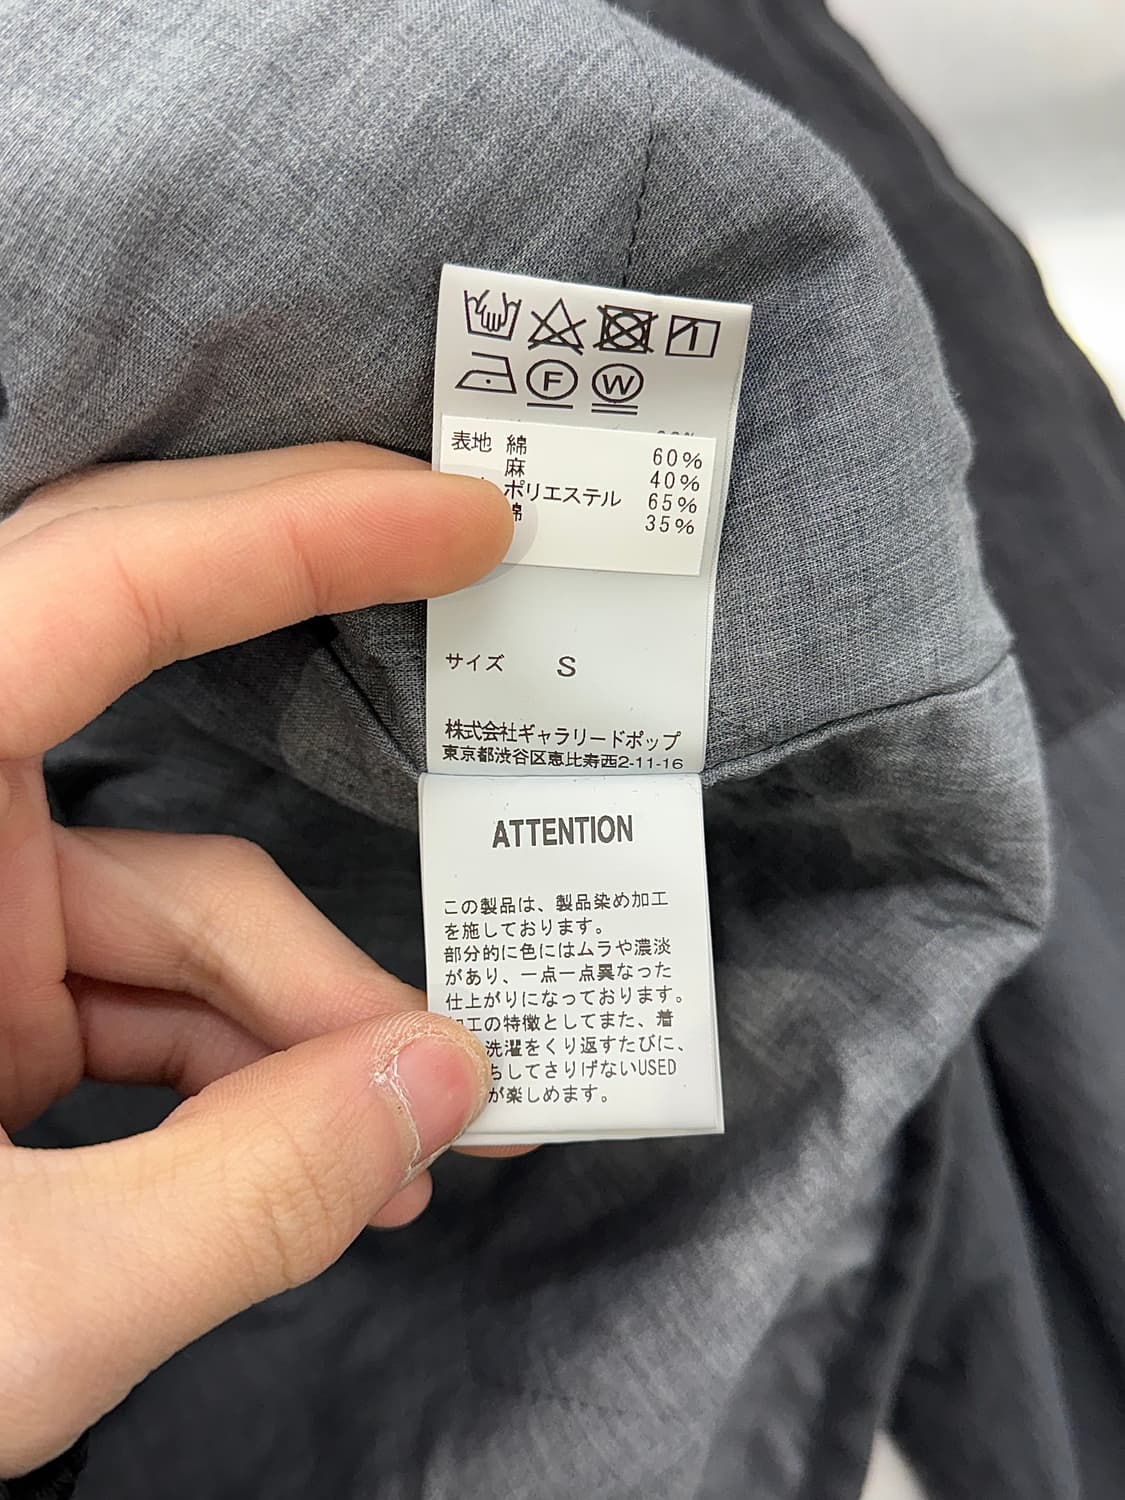 F W
表地 綿 60%
麻 40%
ポリエステル 65%
綿 35%
サイズ S
株式会社ギャラリードポップ
東京都渋谷区恵比寿西2-11-16
ATTENTION
この製品は、製品染め加工
を施しております。
部分的に色にはムラや濃淡
があり、一点一点異なった
仕上がりになっております。
加工の特徴としてまた、着
洗濯をくり返すたびに、
ちしてさりげないUSED
が楽しめます。